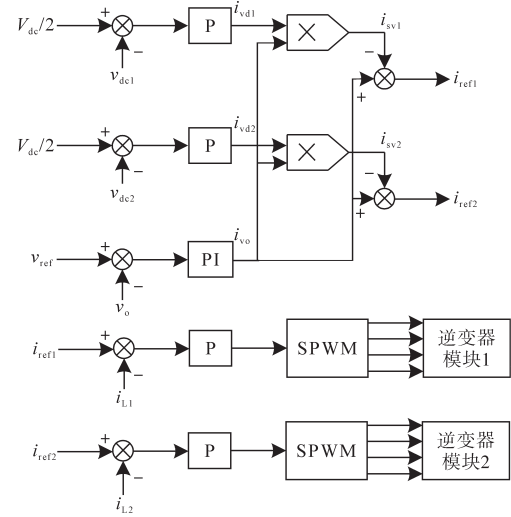 V_dc/2 + − P i_vd1 × i_sv1
v_dc1 − + i_ref1
V_dc/2 + − P i_vd2 × i_sv2
v_dc2 − + i_ref2
v_ref + − PI i_vo
v_o
i_ref1 + − P SPWM 逆变器
模块1
i_L1
i_ref2 + − P SPWM 逆变器
模块2
i_L2